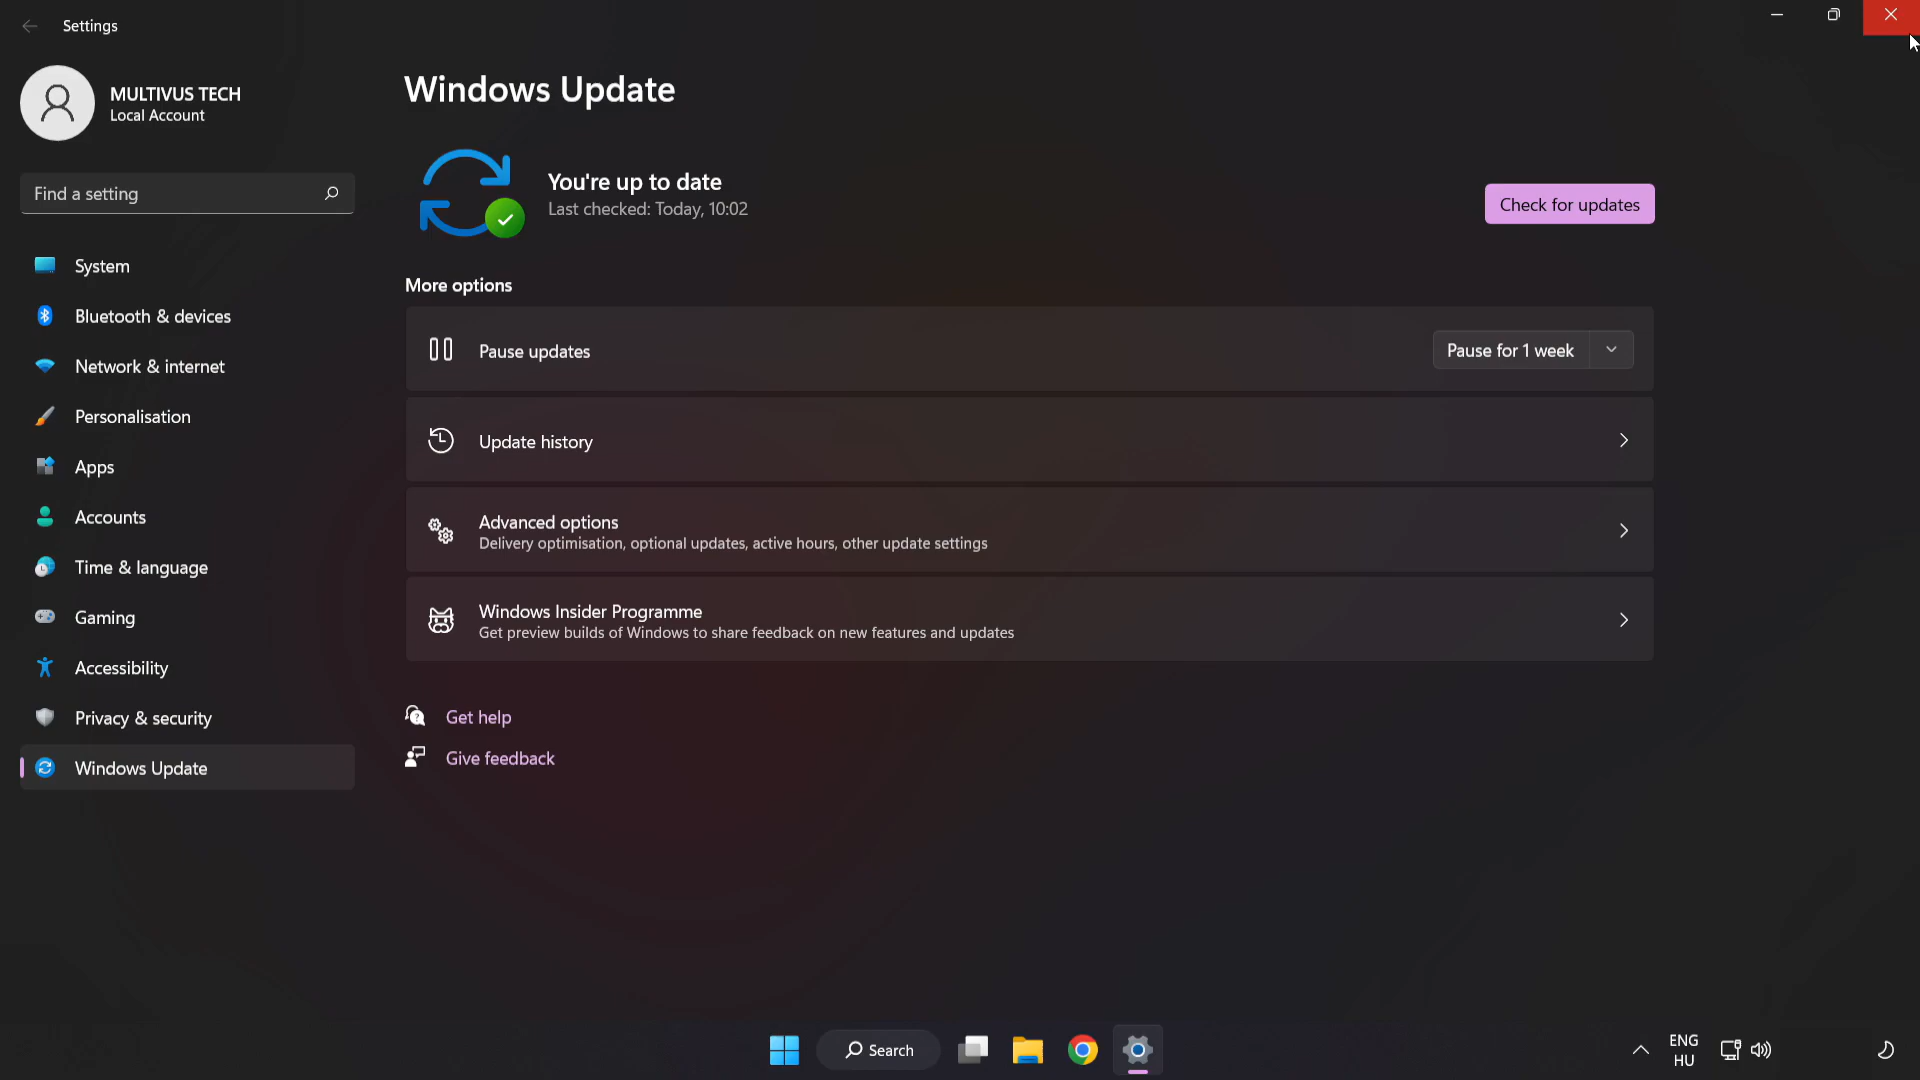 Settings
MULTIVUS TECH
Local Account
Find a setting
System
Bluetooth & devices
Network & internet
Personalisation
Apps
Accounts
Time & language
Gaming
Accessibility
Privacy & security
Windows Update
Windows Update
You're up to date
Last checked: Today, 10:02
Check for updates
More options
Pause updates
Pause for 1 week
Update history
Advanced options
Delivery optimisation, optional updates, active hours, other update settings
Windows Insider Programme
Get preview builds of Windows to share feedback on new features and updates
Get help
Give feedback
Search
ENG
HU